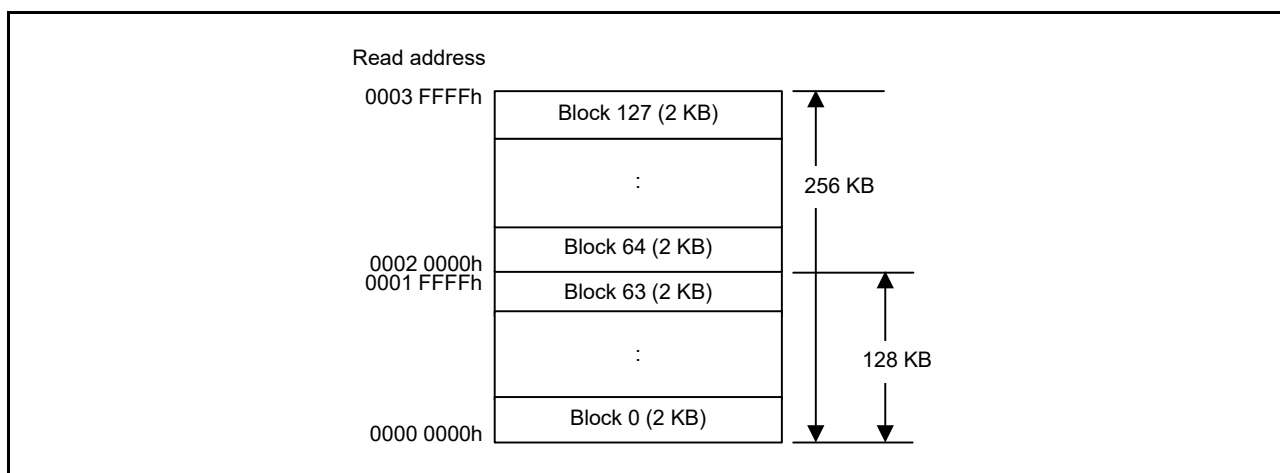 Read address
0003 FFFFh
Block 127 (2 KB)
:
256 KB
Block 64 (2 KB)
0002 0000h
0001 FFFFh
Block 63 (2 KB)
:
128 KB
Block 0 (2 KB)
0000 0000h